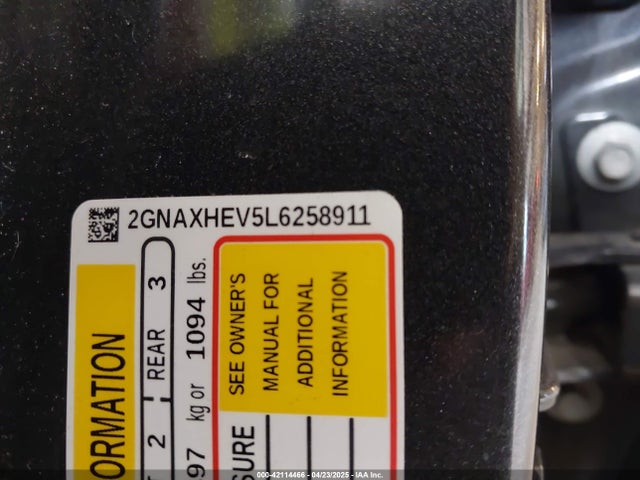 2GNAXHEV5L6258911
ORMATION
2 REAR 3
97 kg or 1094 lbs.
SURE
SEE OWNER'S
MANUAL FOR
ADDITIONAL
INFORMATION
000-42114466 - 04/23/2025 - IAA Inc.